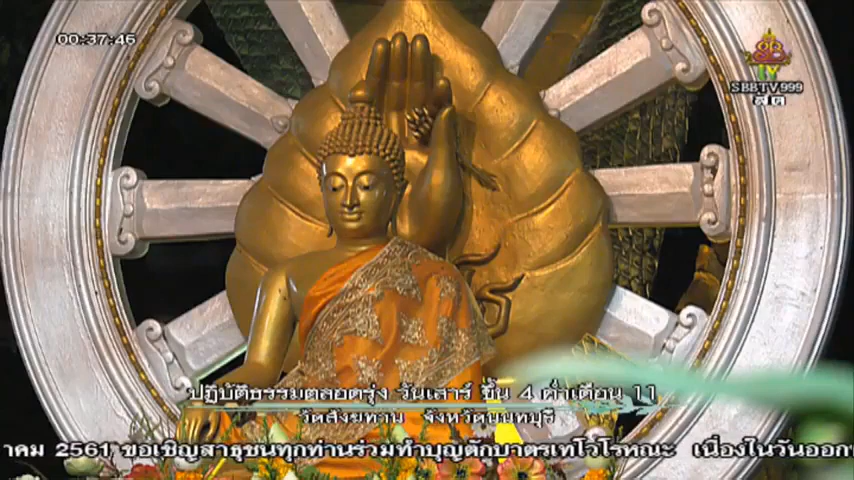 00:37:46
SBBTV999
สด
ปฏิบัติธรรมตลอดรุ่ง วันเสาร์ ขึ้น 4 ค่ำเดือน 11
วัดสังฆทาน จังหวัดนนทบุรี
าคม 2561 ขอเชิญสาธุชนทุกท่านร่วมทำบุญตักบาตรเทโวโรหณะ เนื่องในวันออก